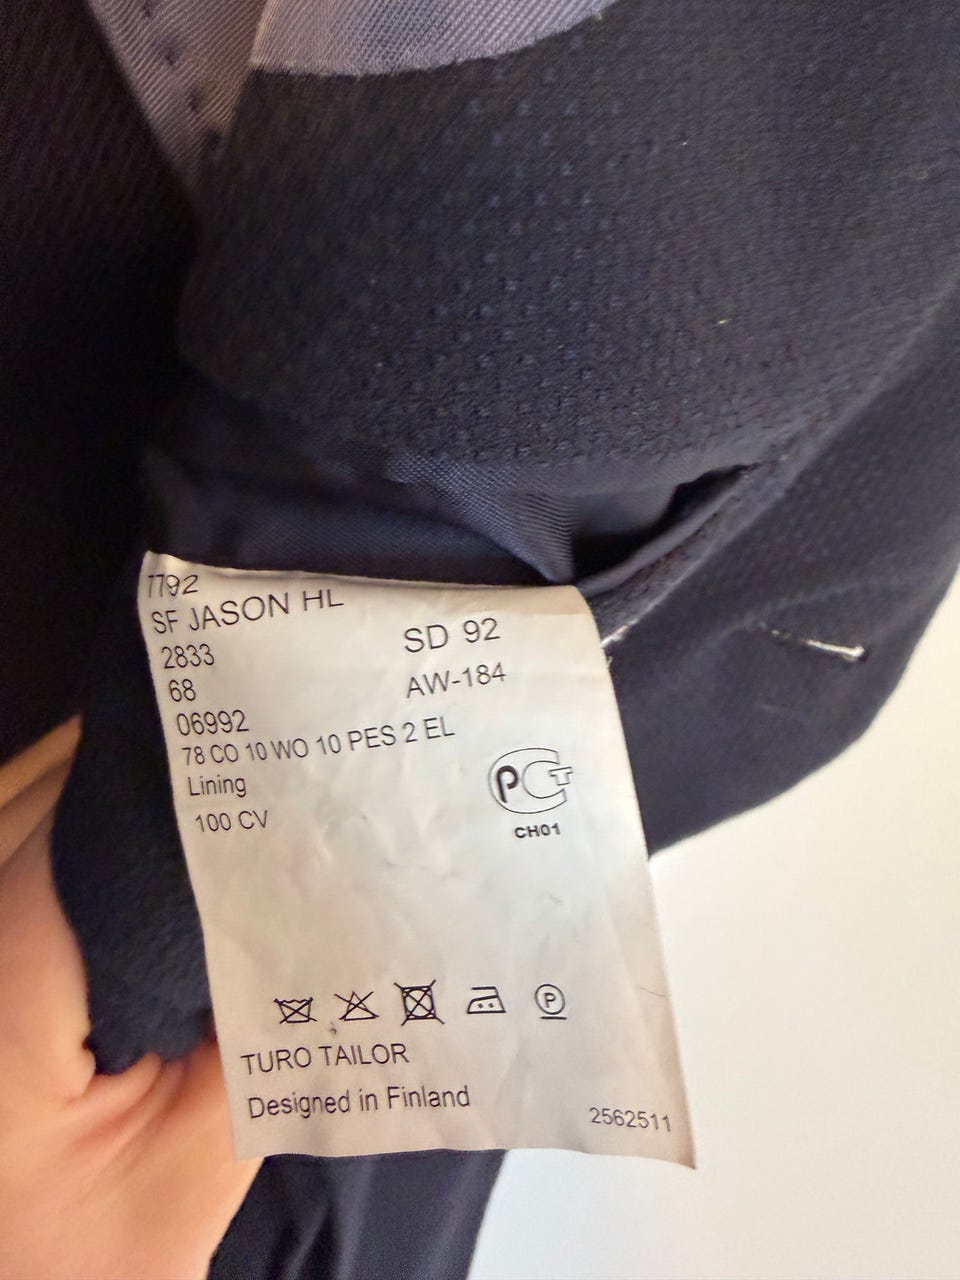 7792
SF JASON HL
2833 SD 92
68 AW-184
06992
78 CO 10 WO 10 PES 2 EL
Lining
100 CV
РСТ
CH01
P
TURO TAILOR
Designed in Finland
2562511